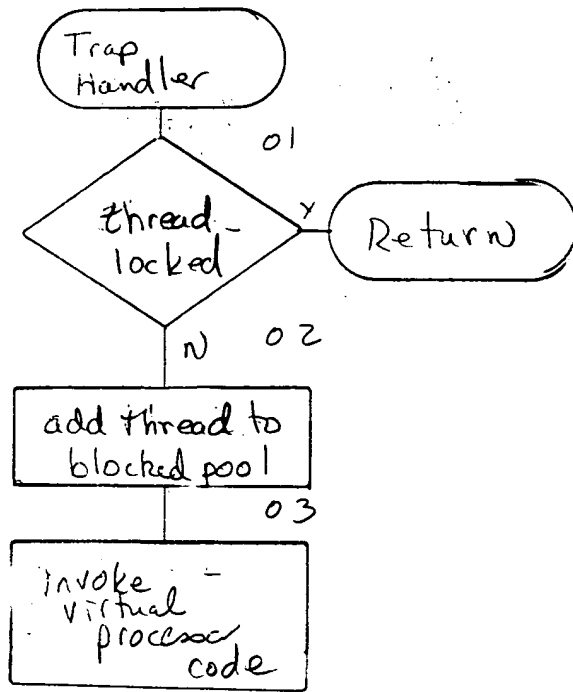 Trap
Handler
01
thread_
locked
Y
Return
N
02
add thread to
blocked pool
03
invoke -
virtual
processor
code